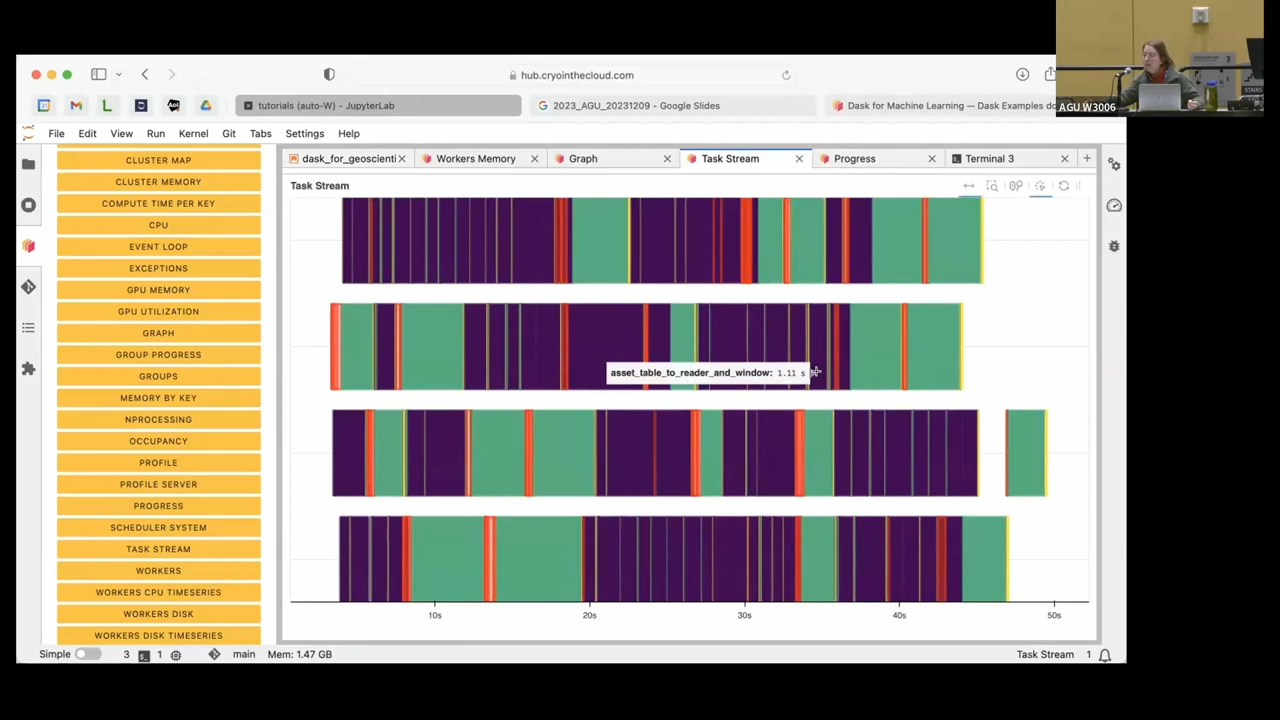 hub.cryointhecloud.com
tutorials (auto-W) - JupyterLab
2023_AGU_20231209 - Google Slides
Dask for Machine Learning — Dask Examples do
AGU W3006
File Edit View Run Kernel Git Tabs Settings Help
CLUSTER MAP
CLUSTER MEMORY
COMPUTE TIME PER KEY
CPU
EVENT LOOP
EXCEPTIONS
GPU MEMORY
GPU UTILIZATION
GRAPH
GROUP PROGRESS
GROUPS
MEMORY BY KEY
NPROCESSING
OCCUPANCY
PROFILE
PROFILE SERVER
PROGRESS
SCHEDULER SYSTEM
TASK STREAM
WORKERS
WORKERS CPU TIMESERIES
WORKERS DISK
WORKERS DISK TIMESERIES
dask_for_geoscienti
Workers Memory
Graph
Task Stream
Progress
Terminal 3
Task Stream
asset_table_to_reader_and_window: 1.11 s
10s 20s 30s 40s 50s
Simple 3 1 main Mem: 1.47 GB Task Stream 1